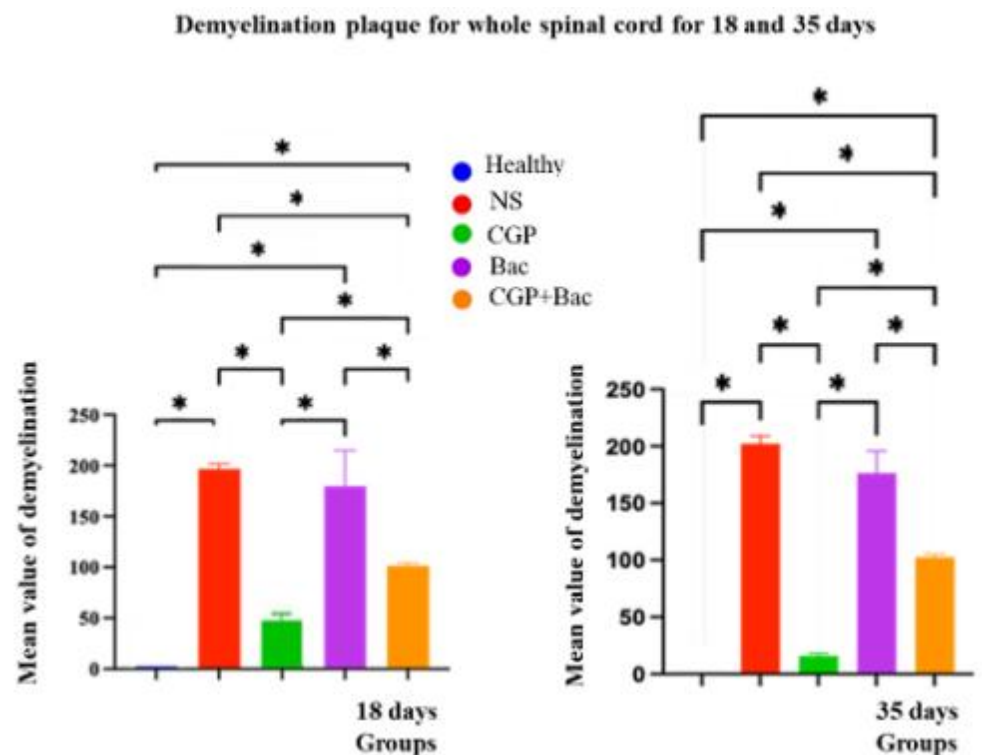 Demyelination plaque for whole spinal cord for 18 and 35 days
Healthy
NS
CGP
Bac
CGP+Bac
Mean value of demyelination
250
200
150
100
50
0
*
*
*
*
*
*
*
*
18 days
Groups
Mean value of demyelination
250
200
150
100
50
0
*
*
*
*
*
*
*
*
35 days
Groups